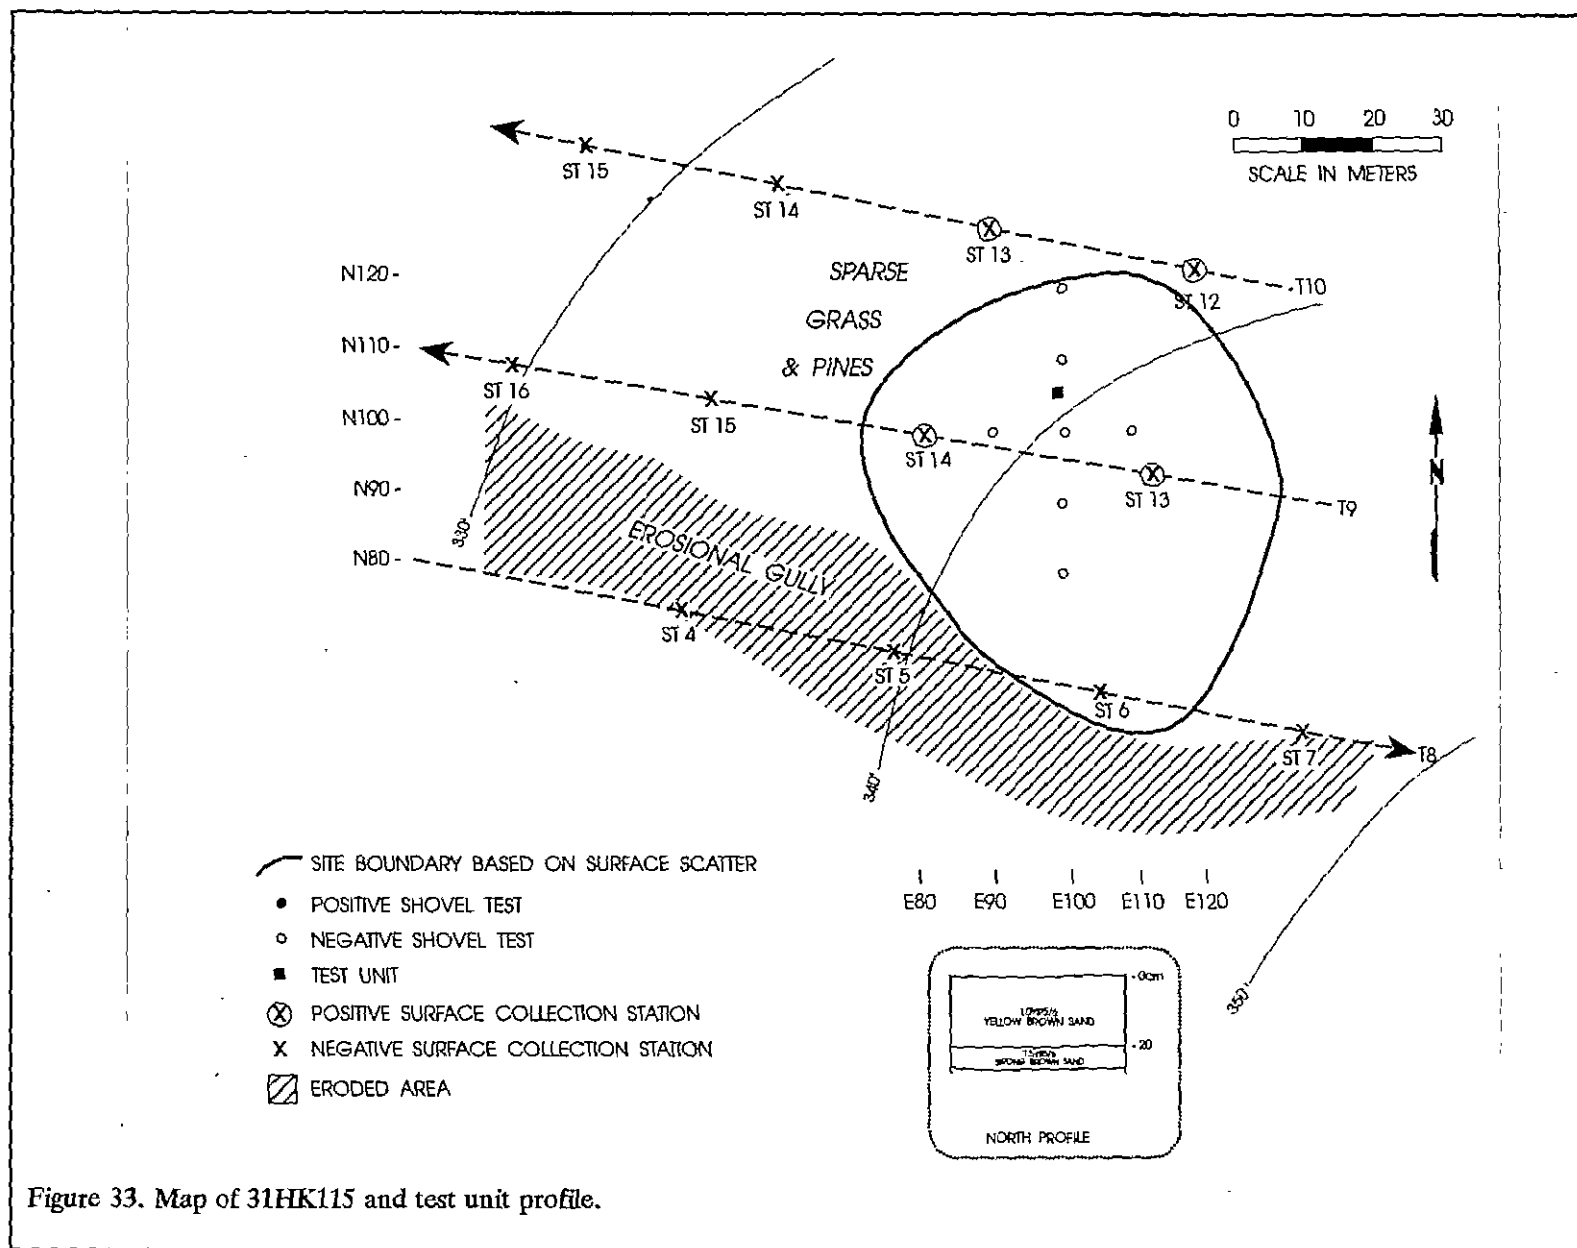 0 10 20 30
SCALE IN METERS
ST 15
ST 14
ST 13
ST 12
T10
N120
SPARSE
GRASS
& PINES
N110
ST 16
ST 15
N100
ST 14
ST 13
T9
N
N90
EROSIONAL GULLY
330'
N80
ST 4
ST 5
ST 6
ST 7
T8
340'
350'
SITE BOUNDARY BASED ON SURFACE SCATTER
POSITIVE SHOVEL TEST
NEGATIVE SHOVEL TEST
TEST UNIT
POSITIVE SURFACE COLLECTION STATION
NEGATIVE SURFACE COLLECTION STATION
ERODED AREA
E80 E90 E100 E110 E120
0cm
YELLOW BROWN SAND
20
STRONG BROWN SAND
NORTH PROFILE
Figure 33. Map of 31HK115 and test unit profile.